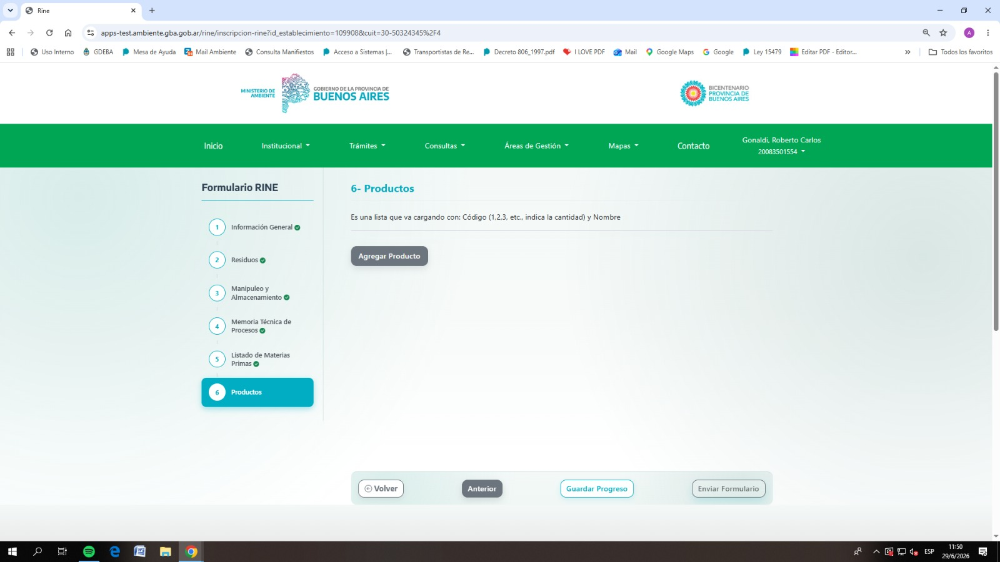 Rine
apps-test.ambiente.gba.gob.ar/rine/inscripcion-rine?id_establecimiento=109908&cuit=30-50324345%2F4
A
Uso Interno
GDEBA
Mesa de Ayuda
Mail Ambiente
Consulta Manifiestos
Acceso a Sistemas |...
Transportistas de Re...
Decreto 806_1997.pdf
I LOVE PDF
Mail
Google Maps
Google
Ley 15479
Editar PDF - Editor...
Todos los favoritos
MINISTERIO DE
AMBIENTE
GOBIERNO DE LA PROVINCIA DE
BUENOS AIRES
BICENTENARIO
PROVINCIA DE
BUENOS AIRES
Inicio
Institucional
Trámites
Consultas
Áreas de Gestión
Mapas
Contacto
Gonaldi, Roberto Carlos
20083501554
Formulario RINE
1 Información General
2 Residuos
3 Manipuleo y
Almacenamiento
4 Memoria Técnica de
Procesos
5 Listado de Materias
Primas
6 Productos
6- Productos
Es una lista que va cargando con: Código (1,2,3, etc., indica la cantidad) y Nombre
Agregar Producto
Volver
Anterior
Guardar Progreso
Enviar Formulario
ESP
11:50
29/6/2026